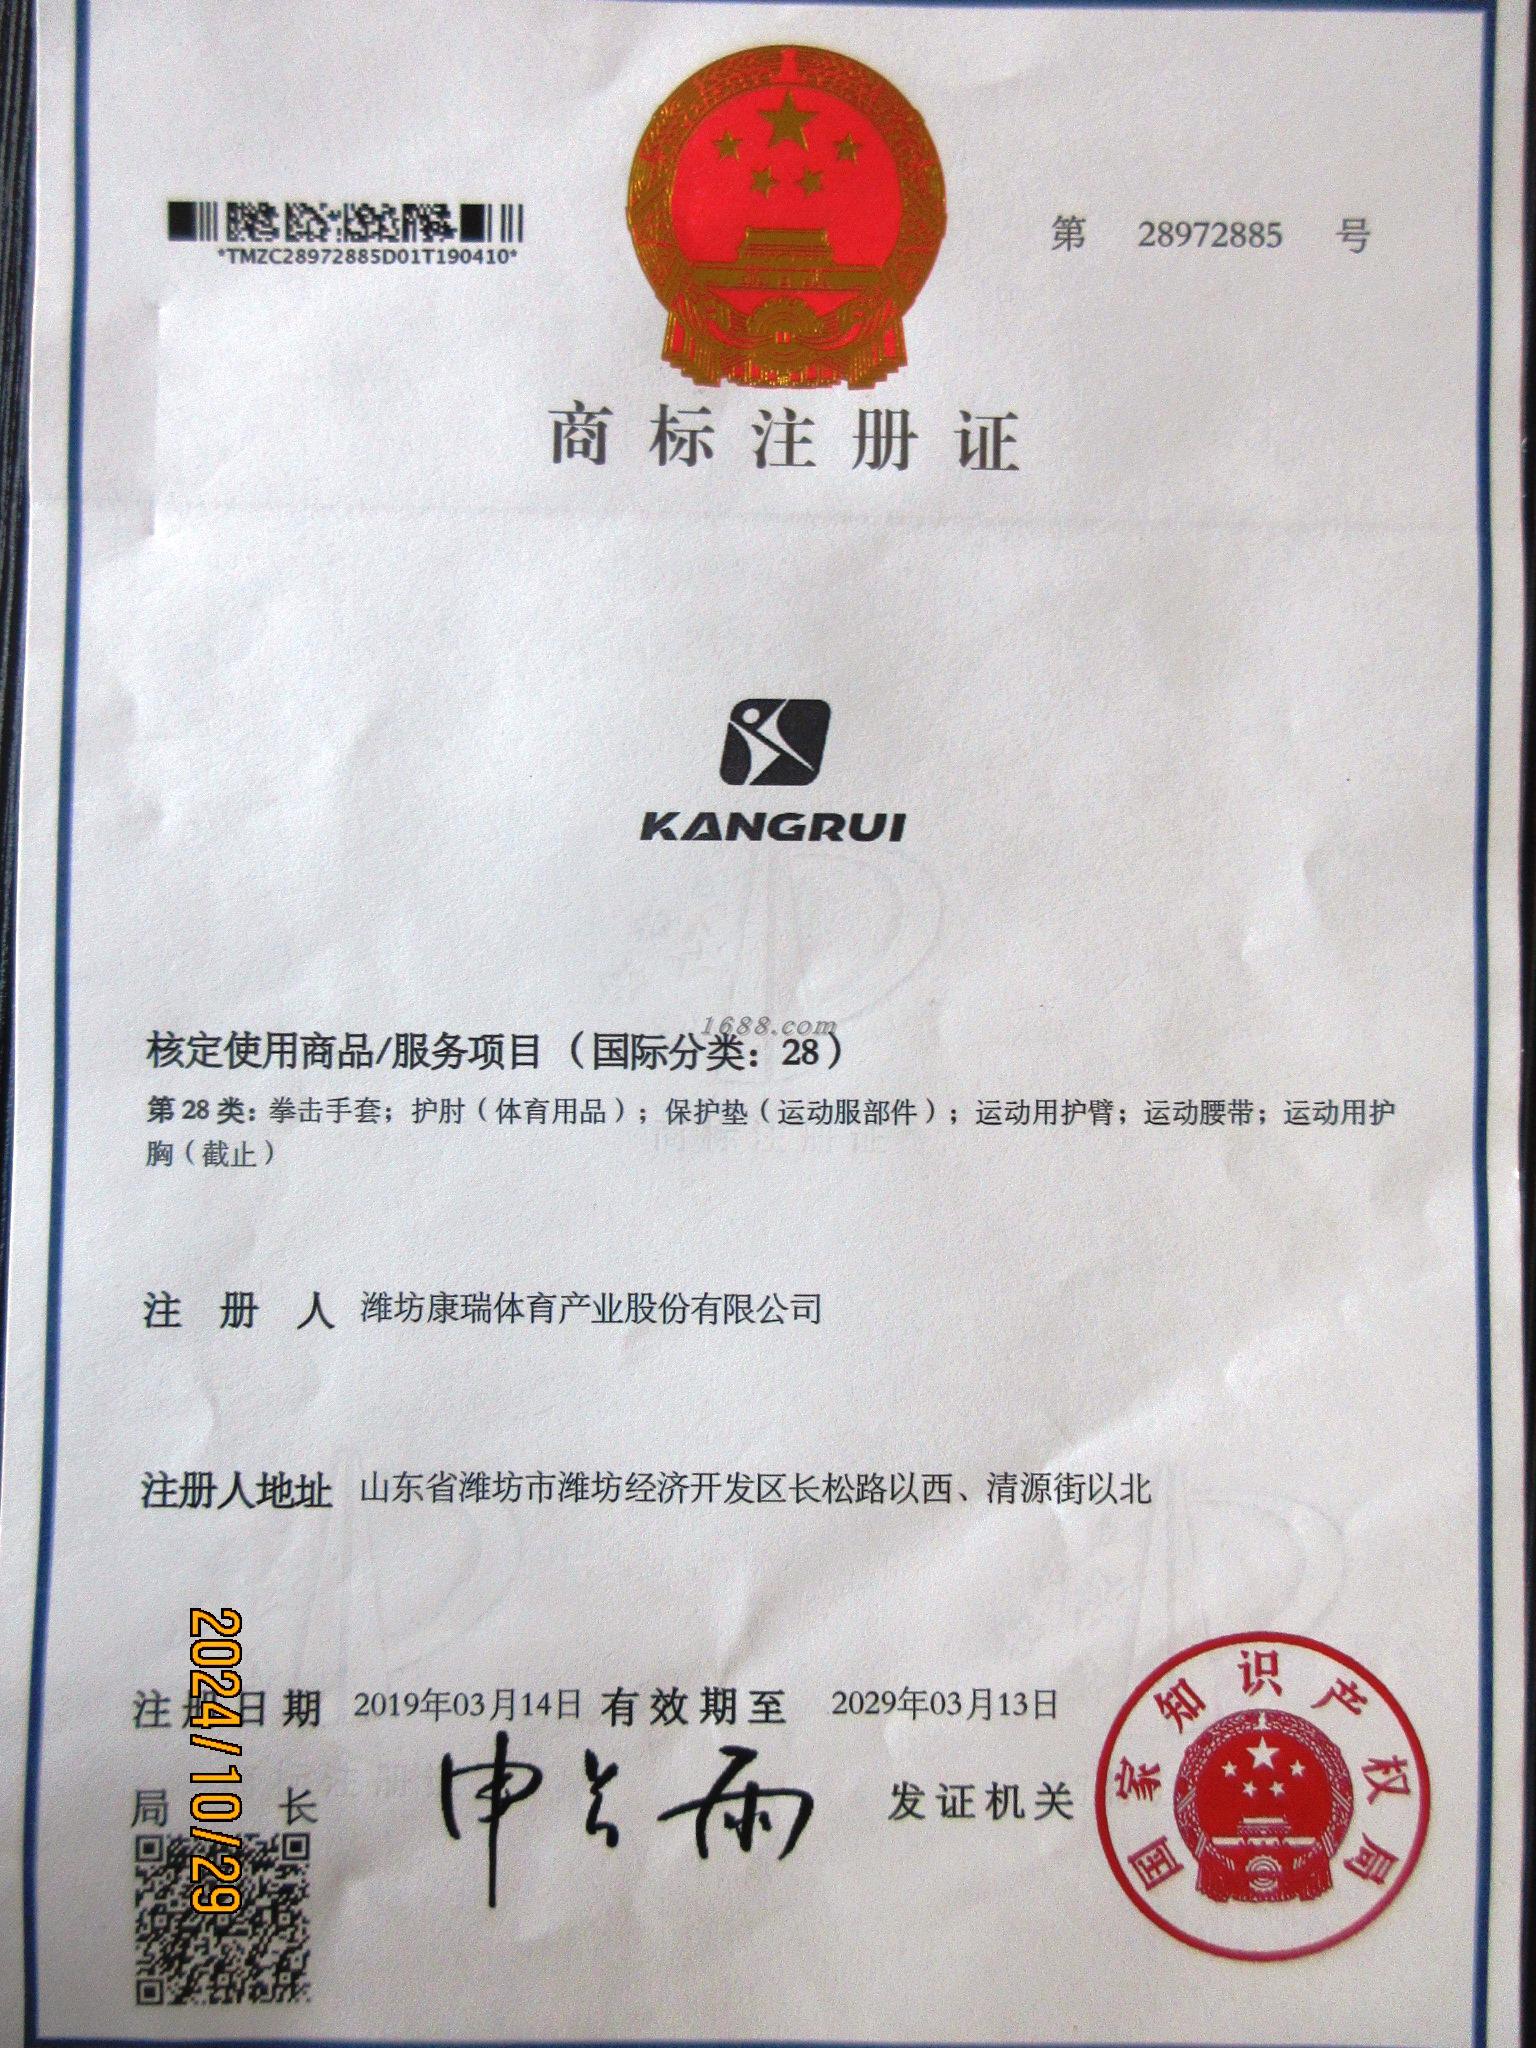 *TMZC28972885D01T190410*
第 28972885 号
商标注册证
KANGRUI
1688.com
核定使用商品/服务项目（国际分类：28）
第28类：拳击手套；护肘（体育用品）；保护垫（运动服部件）；运动用护臂；运动腰带；运动用护
胸（截止）
注册人 潍坊康瑞体育产业股份有限公司
注册人地址 山东省潍坊市潍坊经济开发区长松路以西、清源街以北
注册日期 2019年03月14日 有效期至 2029年03月13日
局长 申长雨 发证机关
国家知识产权局
2024/10/29